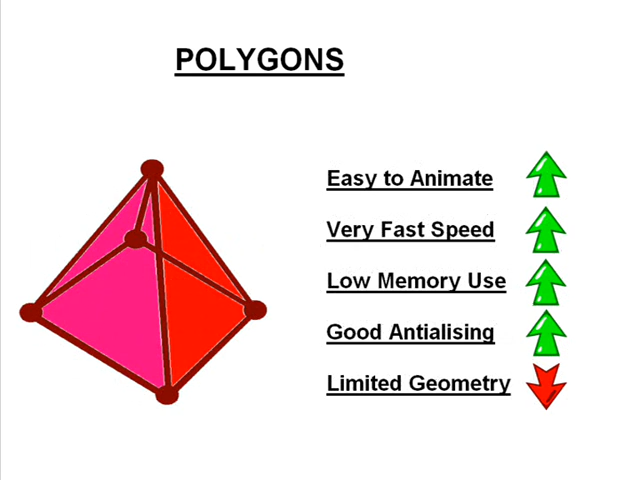 POLYGONS
Easy to Animate
Very Fast Speed
Low Memory Use
Good Antialising
Limited Geometry